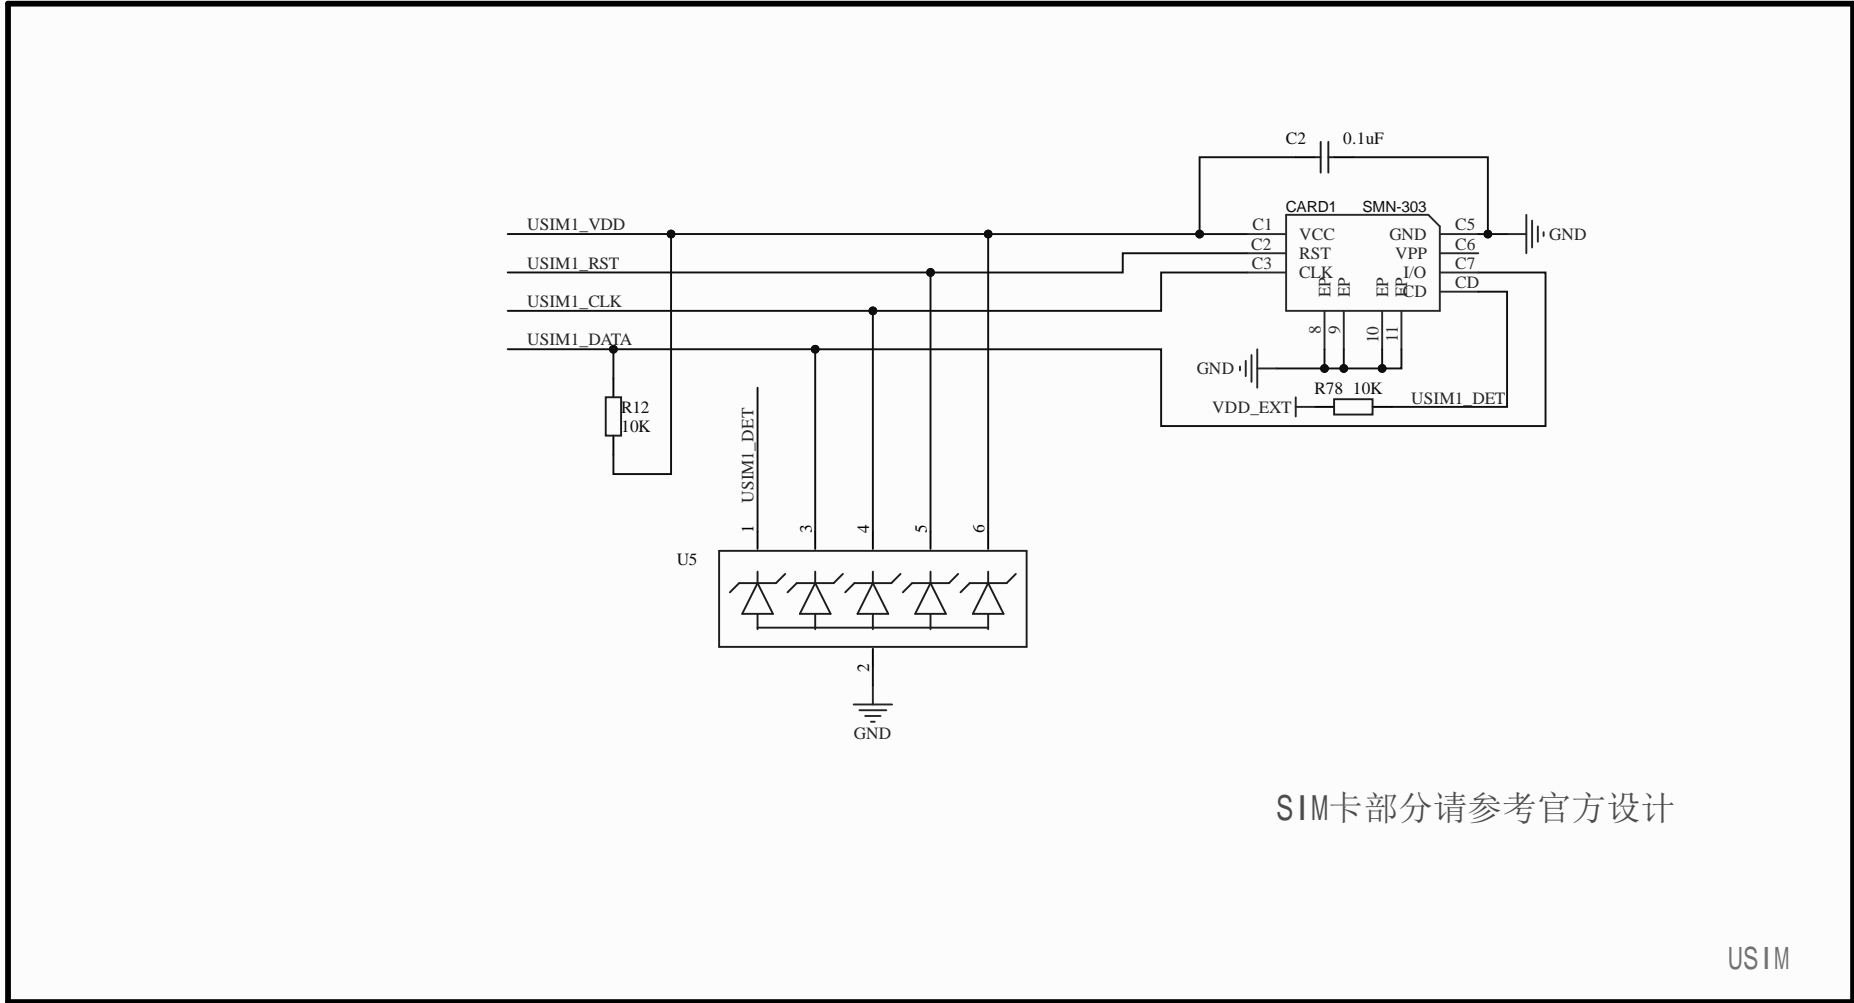 C2 0.1uF
CARD1 SMN-303
USIM1_VDD
C1 VCC GND C5 GND
C2 RST VPP C6
USIM1_RST
C3 CLK I/O C7
EP EP EP EP CD CD
USIM1_CLK
8 9 10 11
USIM1_DATA
GND
R78 10K
VDD_EXT USIM1_DET
R12
10K
USIM1_DET
1 3 4 5 6
U5
2
GND
SIM卡部分请参考官方设计
USIM